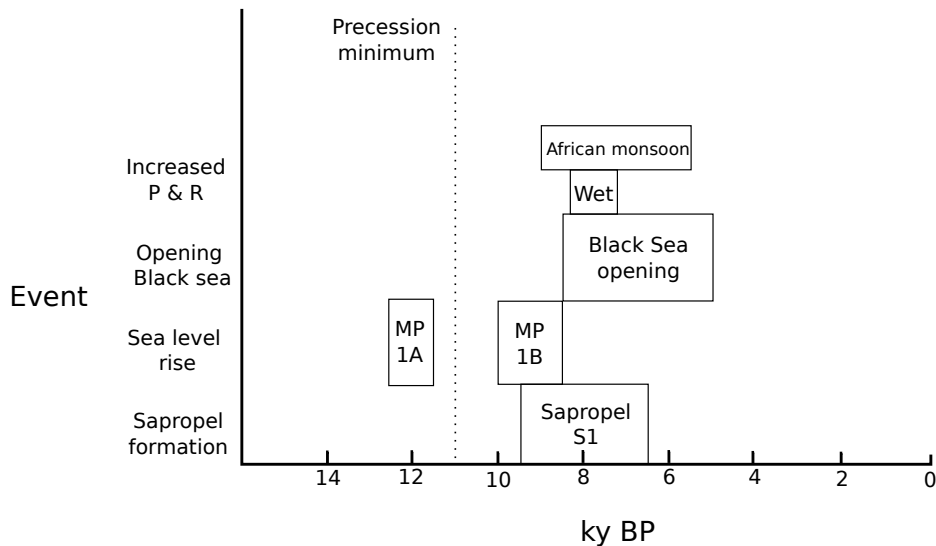 Precession
minimum
African monsoon
Increased
P & R
Wet
Opening
Black sea
Black Sea
opening
Event
Sea level
rise
MP
1A
MP
1B
Sapropel
formation
Sapropel
S1
14 12 10 8 6 4 2 0
ky BP